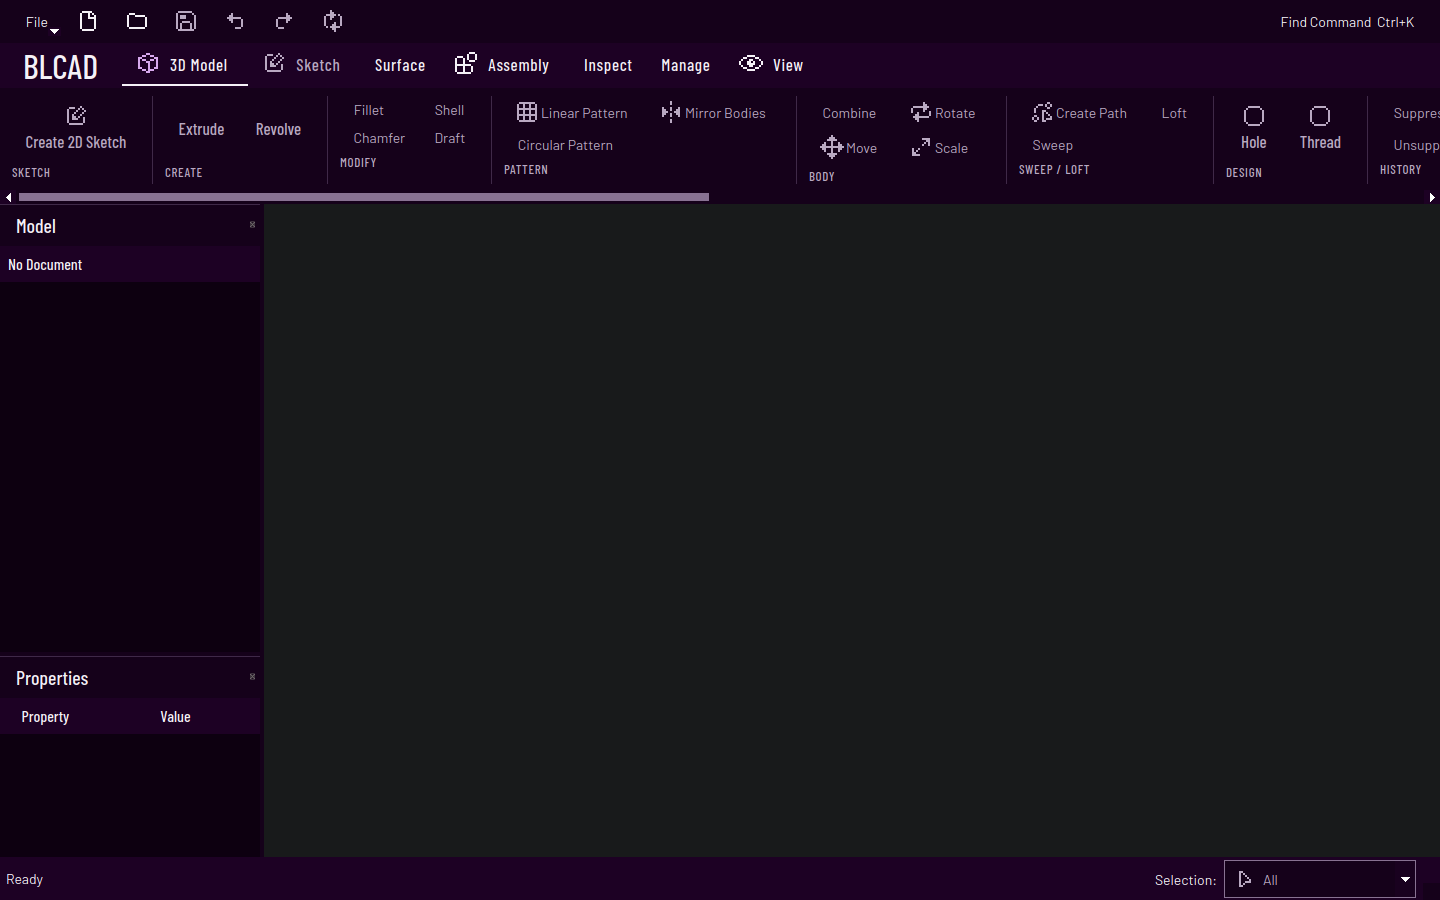 File
Find Command Ctrl+K
BLCAD
3D Model
Sketch
Surface
Assembly
Inspect
Manage
View
Create 2D Sketch
SKETCH
Extrude
Revolve
CREATE
Fillet
Shell
Chamfer
Draft
MODIFY
Linear Pattern
Mirror Bodies
Circular Pattern
PATTERN
Combine
Rotate
Move
Scale
BODY
Create Path
Loft
Sweep
SWEEP / LOFT
Hole
Thread
DESIGN
Suppres
Unsupp
HISTORY
Model
No Document
Properties
Property Value
Ready
Selection: All